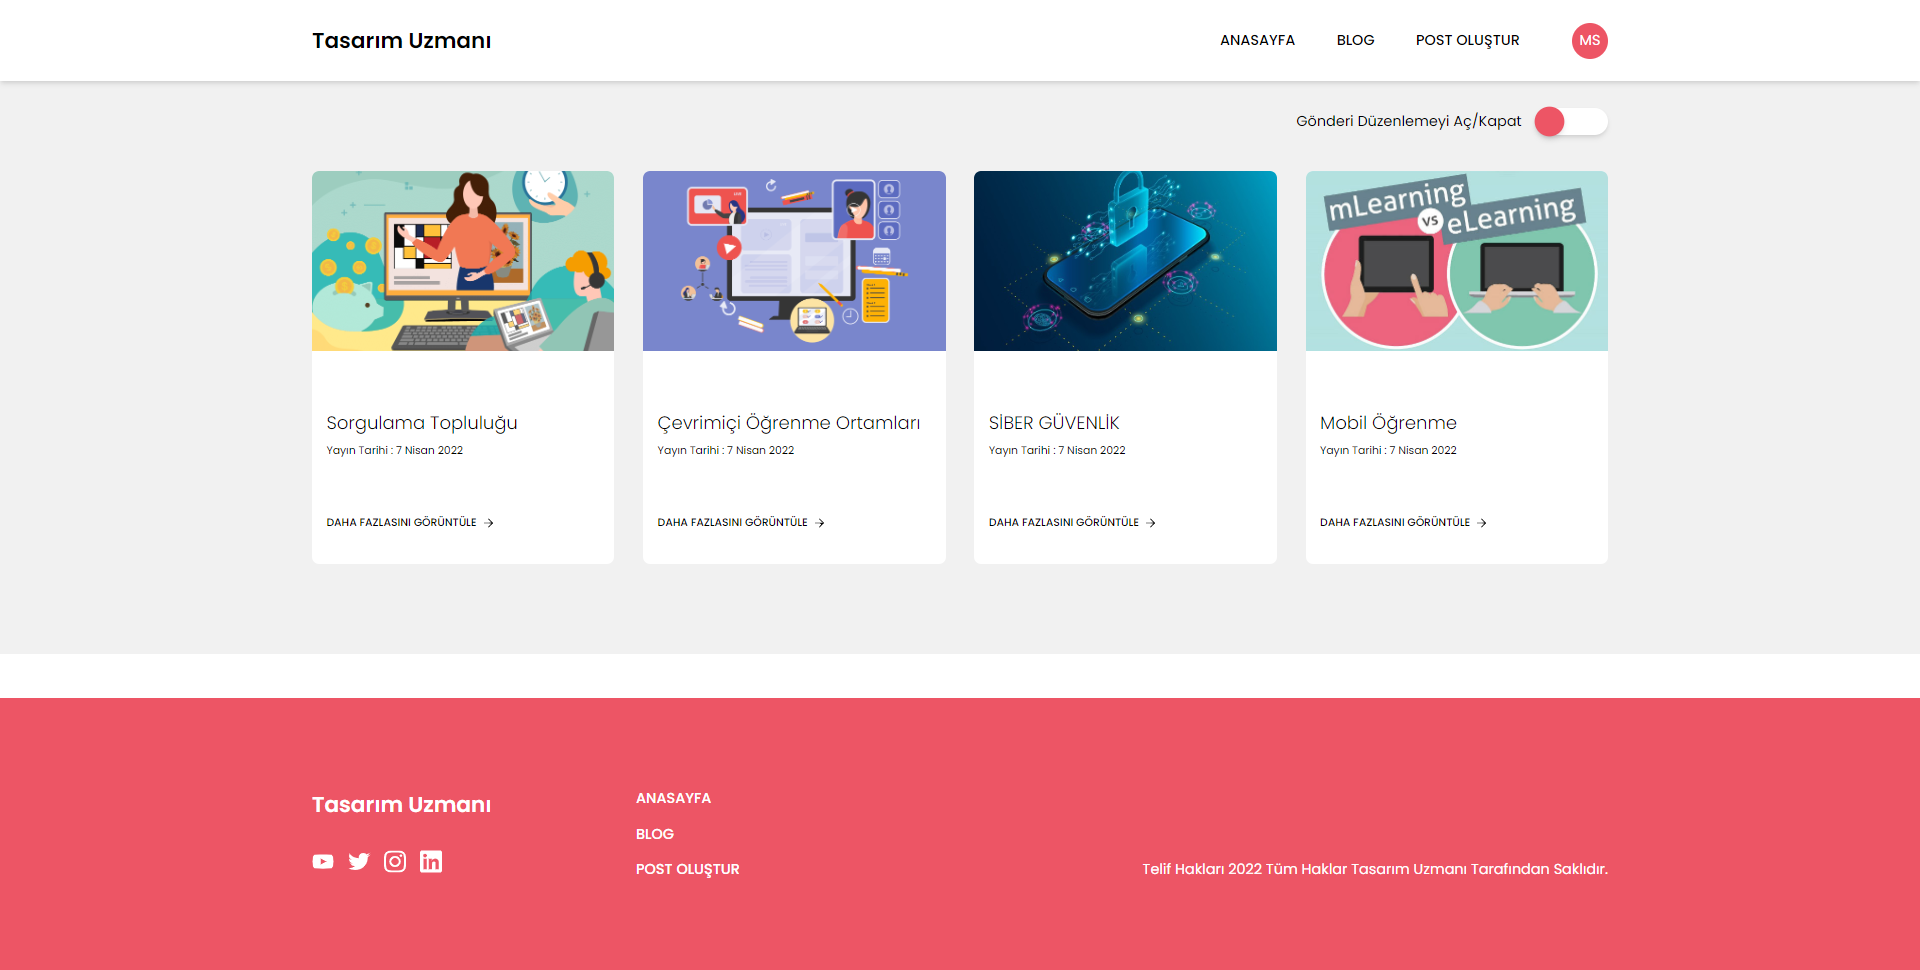 Tasarım Uzmanı
ANASAYFA
BLOG
POST OLUŞTUR
MS
Gönderi Düzenlemeyi Aç/Kapat
mLearning
vs
eLearning
Sorgulama Topluluğu
Yayın Tarihi : 7 Nisan 2022
DAHA FAZLASINI GÖRÜNTÜLE
Çevrimiçi Öğrenme Ortamları
Yayın Tarihi : 7 Nisan 2022
DAHA FAZLASINI GÖRÜNTÜLE
SİBER GÜVENLİK
Yayın Tarihi : 7 Nisan 2022
DAHA FAZLASINI GÖRÜNTÜLE
Mobil Öğrenme
Yayın Tarihi : 7 Nisan 2022
DAHA FAZLASINI GÖRÜNTÜLE
Tasarım Uzmanı
ANASAYFA
BLOG
POST OLUŞTUR
Telif Hakları 2022 Tüm Haklar Tasarım Uzmanı Tarafından Saklıdır.